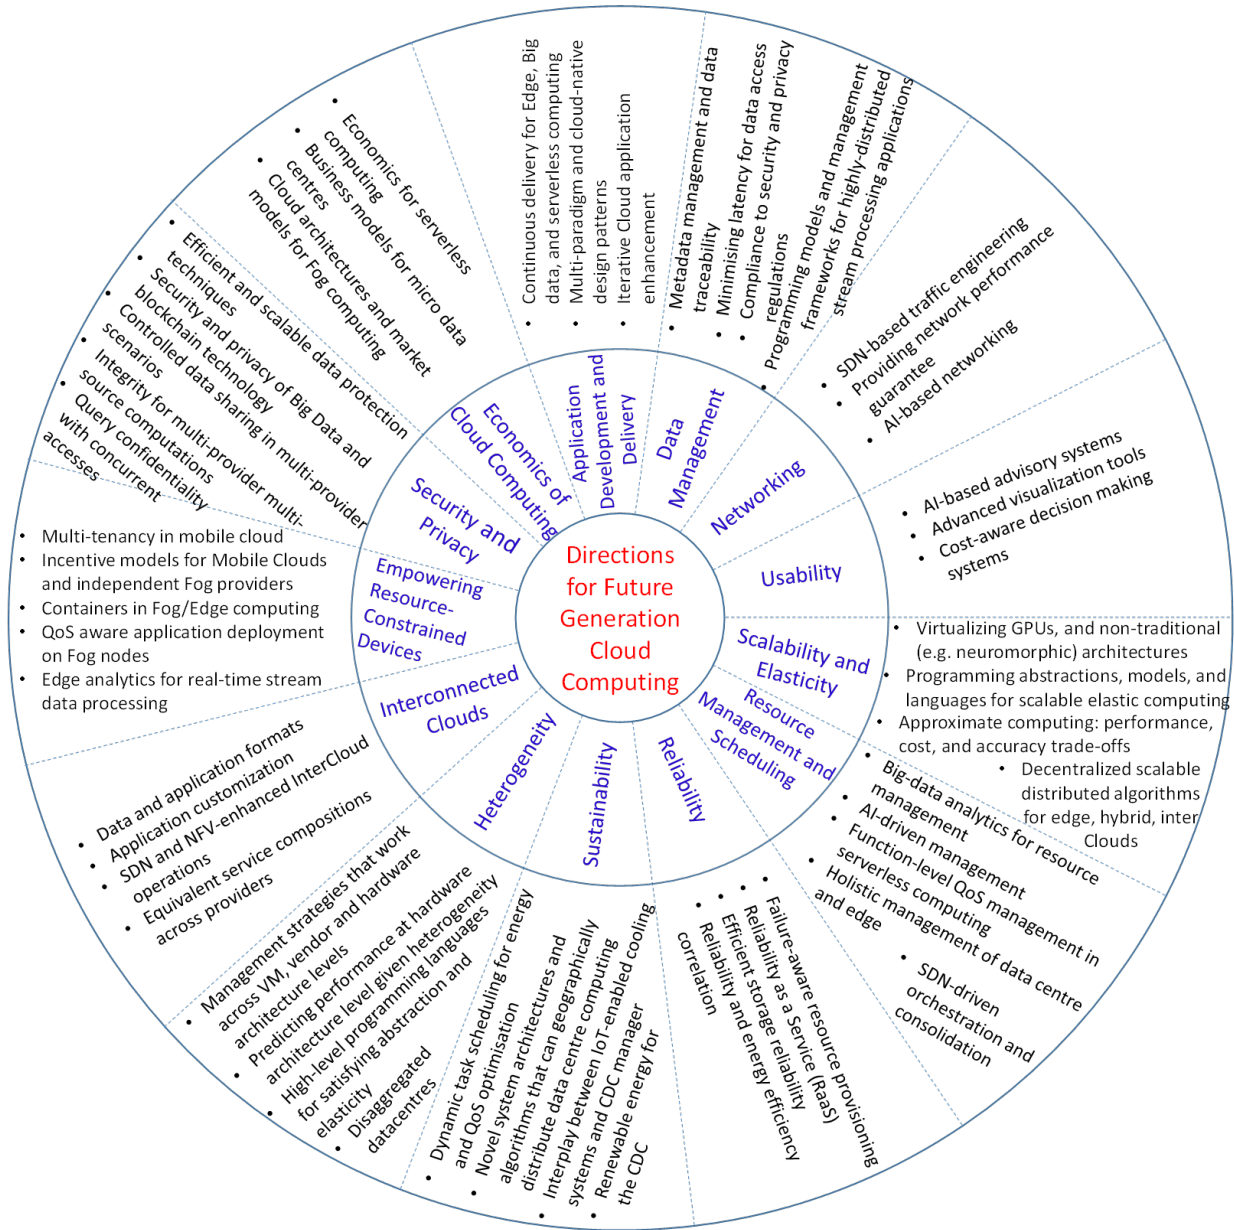 Directions
for Future
Generation
Cloud
Computing
Application
Development and
Delivery
Continuous delivery for Edge, Big
data, and serverless computing
Multi-paradigm and cloud-native
design patterns
Iterative Cloud application
enhancement
Data
Management
Metadata management and data
traceability
Minimising latency for data access
Compliance to security and privacy
regulations
Programming models and management
frameworks for highly-distributed
stream processing applications
Networking
SDN-based traffic engineering
Providing network performance
guarantee
AI-based networking
Usability
AI-based advisory systems
Advanced visualization tools
Cost-aware decision making
systems
Scalability and
Elasticity
Virtualizing GPUs, and non-traditional
(e.g. neuromorphic) architectures
Programming abstractions, models, and
languages for scalable elastic computing
Approximate computing: performance,
cost, and accuracy trade-offs
Decentralized scalable
distributed algorithms
for edge, hybrid, inter
Clouds
Resource
Management and
Scheduling
Big-data analytics for resource
management
AI-driven management
Function-level QoS management in
serverless computing
Holistic management of data centre
and edge
SDN-driven
orchestration and
consolidation
Reliability
Failure-aware resource provisioning
Reliability as a Service (RaaS)
Efficient storage reliability
Reliability and energy efficiency
correlation
Sustainability
Dynamic task scheduling for energy
and QoS optimisation
Novel system architectures and
algorithms that can geographically
distribute data centre computing
Interplay between IoT-enabled cooling
systems and CDC manager
Renewable energy for
the CDC
Heterogeneity
Management strategies that work
across VM, vendor and hardware
architecture levels
Predicting performance at hardware
architecture level given heterogeneity
High-level programming languages
for satisfying abstraction and
elasticity
Disaggregated
datacentres
Interconnected
Clouds
Data and application formats
Application customization
SDN and NFV-enhanced InterCloud
operations
Equivalent service compositions
across providers
Empowering
Resource-
Constrained
Devices
Multi-tenancy in mobile cloud
Incentive models for Mobile Clouds
and independent Fog providers
Containers in Fog/Edge computing
QoS aware application deployment
on Fog nodes
Edge analytics for real-time stream
data processing
Security and
Privacy
Efficient and scalable data protection
techniques
Security and privacy of Big Data and
blockchain technology
Controlled data sharing in multi-provider
scenarios
Integrity for multi-provider multi-
source computations
Query confidentiality
with concurrent
accesses
Economics of
Cloud Computing
Economics for serverless
computing
Business models for micro data
centres
Cloud architectures and market
models for Fog computing